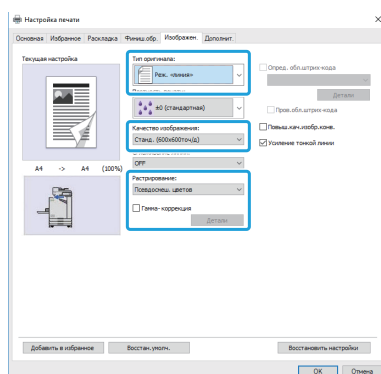 Настройка печати
Основная Избранное Раскладка Финиш.обр. Изображен. Дополнит.
Текущая настройка
A4 -> A4 (100%)
Тип оригинала:
Реж. «линия»
±0 (стандартная)
Качество изображения:
Станд. (600x600точ/д)
OFF
Растрирование:
Псевдосмеш. цветов
Гамма- коррекция
Детали
Опред. обл.штрих-кода
Детали
Пров.обл.штрих-кода
Повыш.кач.изобр.конв.
Усиление тонкой линии
Добавить в избранное Восстан.умолч. Восстановить настройки
OK Отмена